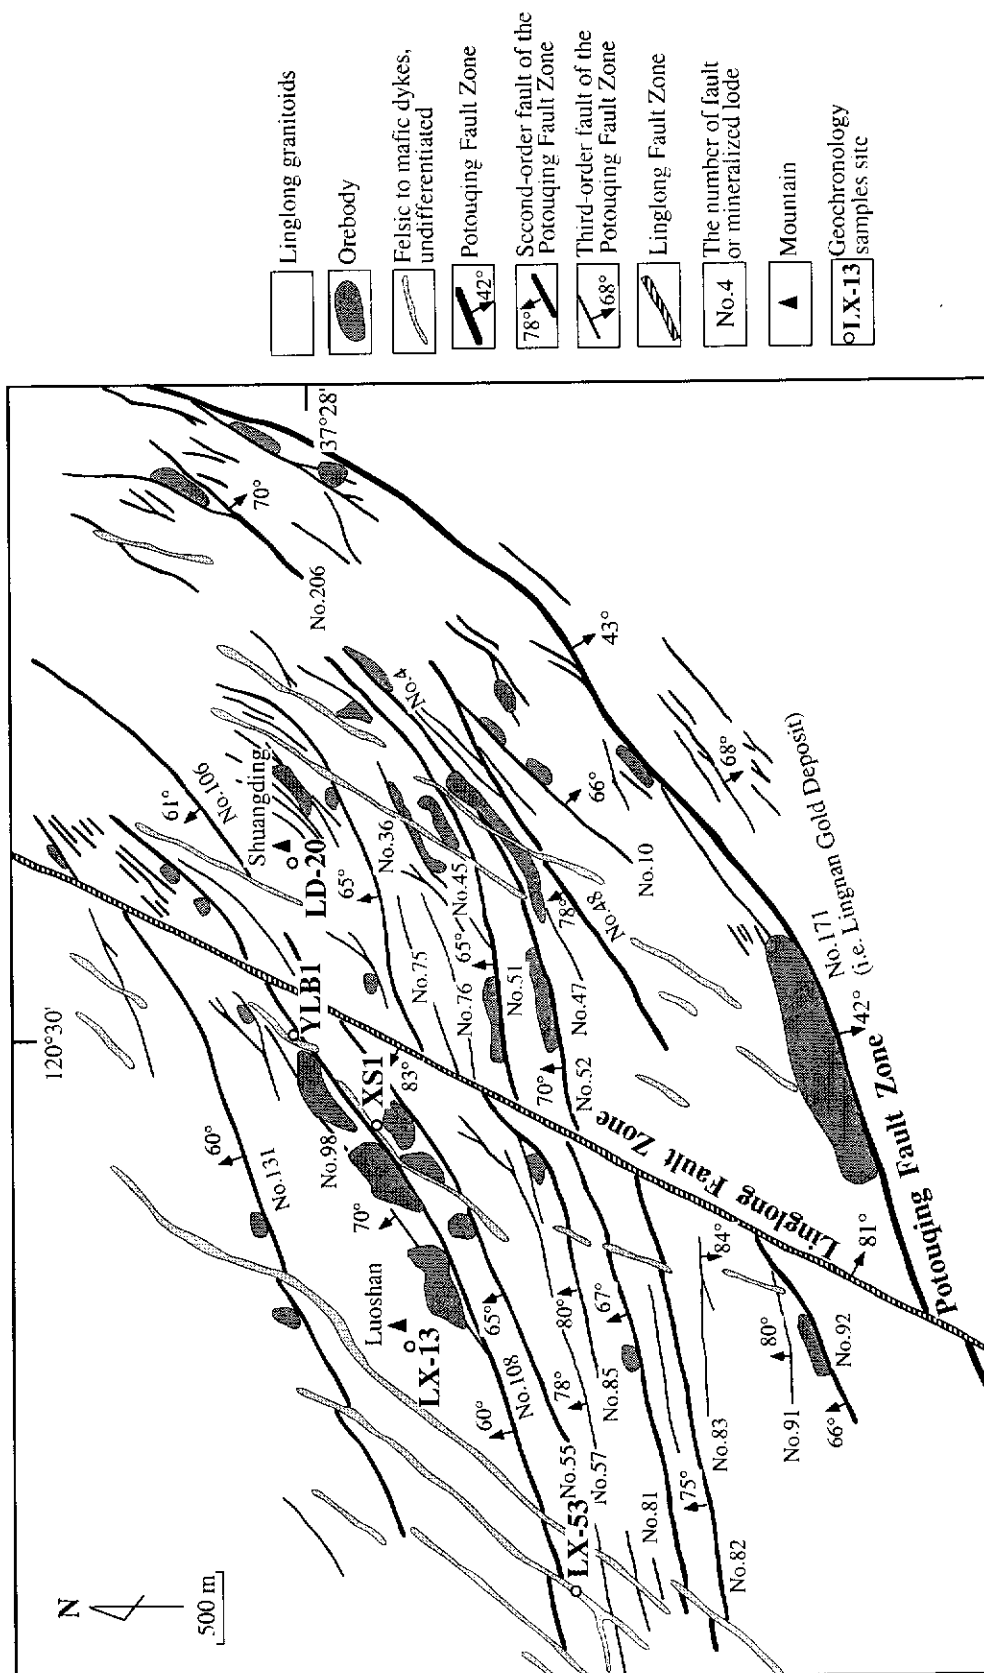 N
500 m
120°30'
37°28'
No.206
70°
Shuangding
LD-20
61°
No.106
65°
No.36
No.4
No.45
65°
No.75
No.76
No.51
78°
No.48
No.47
No.52
70°
66°
No.10
43°
68°
No.171
(i.e. Lingnan Gold Deposit)
42°
Potouqing Fault Zone
Linglong Fault Zone
81°
84°
YLB1
XS1
83°
No.98
70°
60°
No.131
Luoshan
LX-13
65°
60°
No.108
80°
67°
78°
No.55
No.57
No.85
LX-53
No.81
75°
No.82
No.83
80°
No.91
No.92
66°
Linglong granitoids
Orebody
Felsic to mafic dykes,
undifferentiated
42°
Potouqing Fault Zone
78°
Second-order fault of the
Potouqing Fault Zone
68°
Third-order fault of the
Potouqing Fault Zone
Linglong Fault Zone
No.4
The number of fault
or mineralized lode
Mountain
LX-13
Geochronology
samples site